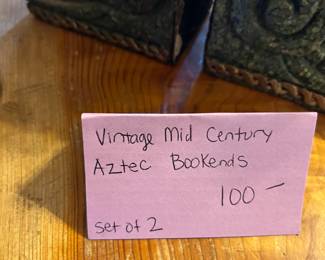 Vintage Mid Century
Aztec Bookends
100 —
set of 2